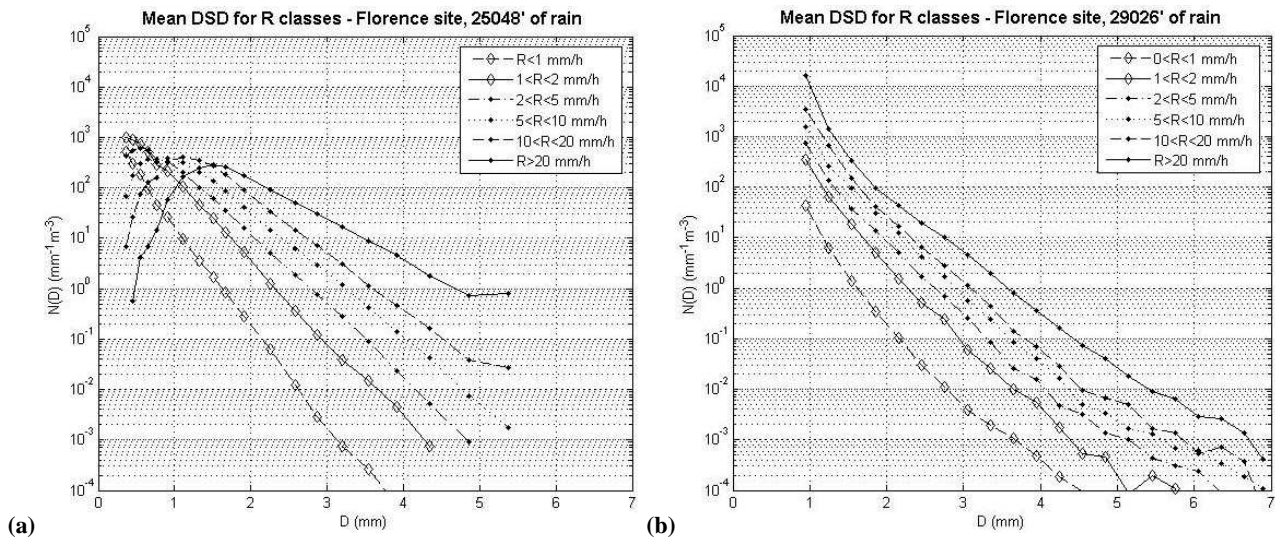 Mean DSD for R classes - Florence site, 25048' of rain
10^5
10^4
10^3
10^2
10^1
10^0
10^-1
10^-2
10^-3
10^-4
N(D) (mm^-1 m^-3)
R<1 mm/h
1<R<2 mm/h
2<R<5 mm/h
5<R<10 mm/h
10<R<20 mm/h
R>20 mm/h
0 1 2 3 4 5 6 7
D (mm)
(a)
Mean DSD for R classes - Florence site, 29026' of rain
10^5
10^4
10^3
10^2
10^1
10^0
10^-1
10^-2
10^-3
10^-4
N(D) (mm^-1 m^-3)
0<R<1 mm/h
1<R<2 mm/h
2<R<5 mm/h
5<R<10 mm/h
10<R<20 mm/h
R>20 mm/h
0 1 2 3 4 5 6 7
D (mm)
(b)